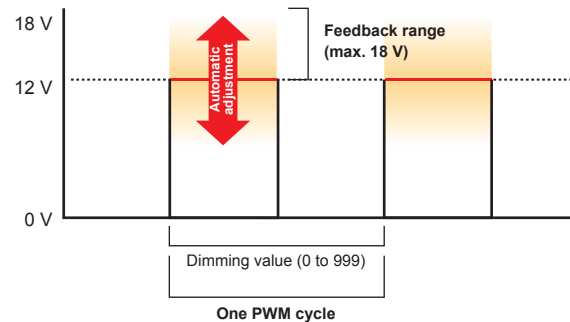 18 V
Feedback range
(max. 18 V)
Automatic
adjustment
12 V
0 V
Dimming value (0 to 999)
One PWM cycle